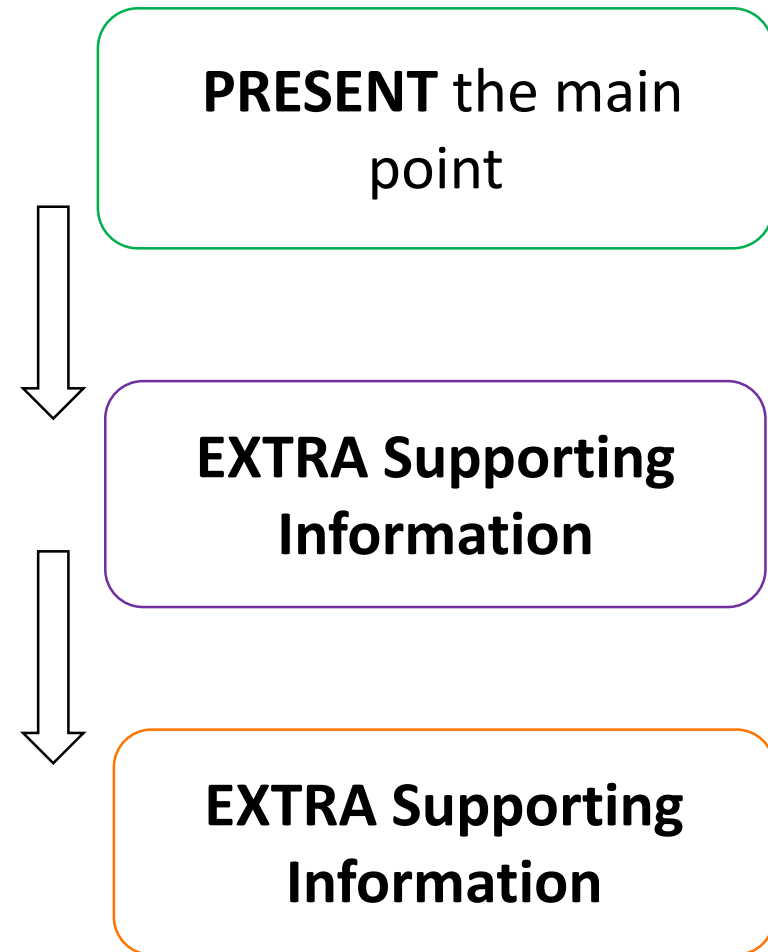 PRESENT the main
point
EXTRA Supporting
Information
EXTRA Supporting
Information